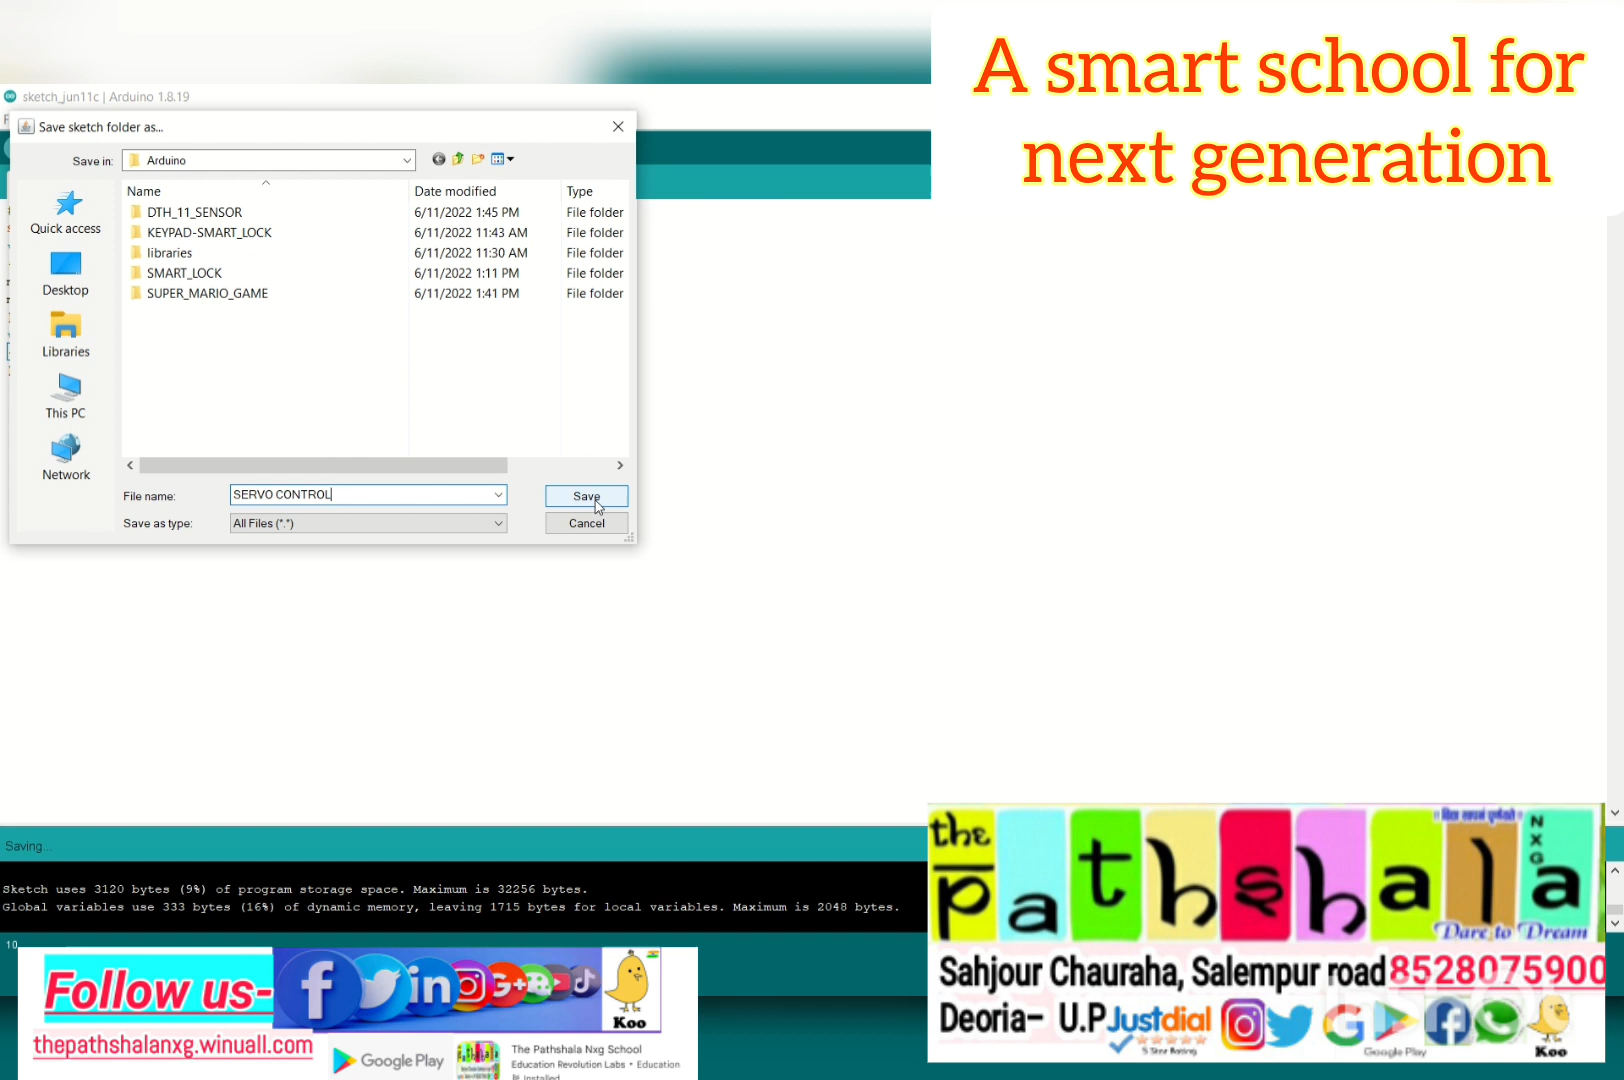 A smart school for
next generation
sketch_jun11c | Arduino 1.8.19
Save sketch folder as...
Save in:
Arduino
Name
Date modified
Type
DTH_11_SENSOR
6/11/2022 1:45 PM
File folder
KEYPAD-SMART_LOCK
6/11/2022 11:43 AM
File folder
libraries
6/11/2022 11:30 AM
File folder
SMART_LOCK
6/11/2022 1:11 PM
File folder
SUPER_MARIO_GAME
6/11/2022 1:41 PM
File folder
Quick access
Desktop
Libraries
This PC
Network
File name:
SERVO CONTROL
Save
Save as type:
All Files (*.*)
Cancel
Saving...
Sketch uses 3120 bytes (9%) of program storage space. Maximum is 32256 bytes.
Global variables use 333 bytes (16%) of dynamic memory, leaving 1715 bytes for local variables. Maximum is 2048 bytes.
10
the
pathshala
NXG
Dare to Dream
Sahjour Chauraha, Salempur road 8528075900
Deoria- U.P
Justdial
5 Star Rating
Google Play
Koo
Follow us-
Koo
thepathshalanxg.winuall.com
Google Play
The Pathshala Nxg School
Education Revolution Labs • Education
Installed